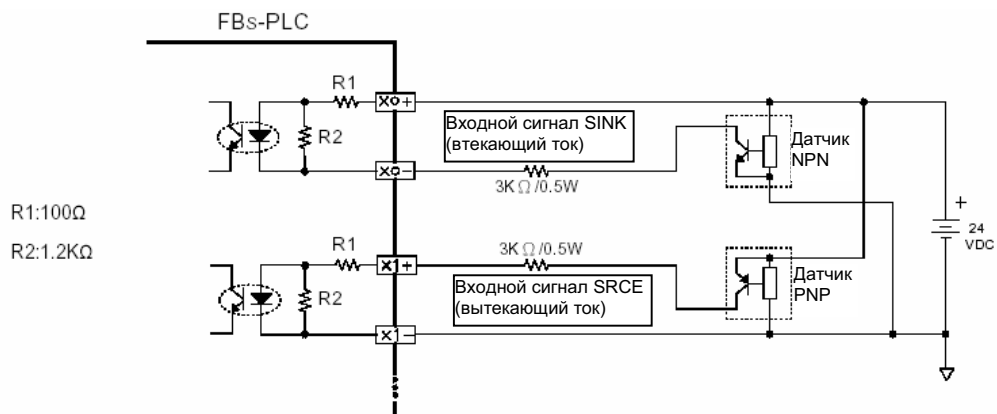 FBs-PLC
R1
X0+
R2
X0-
Входной сигнал SINK
(втекающий ток)
3KΩ/0.5W
Датчик
NPN
R1:100Ω
R2:1.2KΩ
+
24
VDC
R1
X1+
R2
X1-
3KΩ/0.5W
Входной сигнал SRCE
(вытекающий ток)
Датчик
PNP